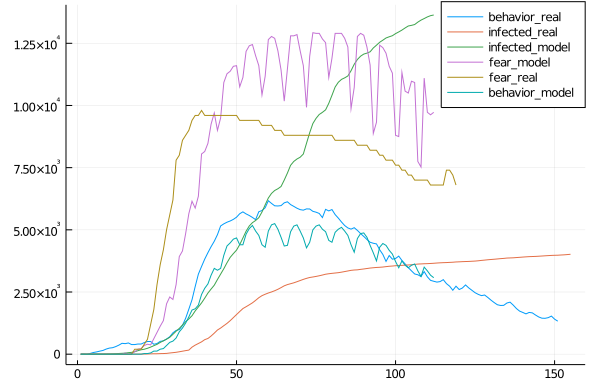 1.25×10⁴
1.00×10⁴
7.50×10³
5.00×10³
2.50×10³
0
0
50
100
150
behavior_real
infected_real
infected_model
fear_model
fear_real
behavior_model